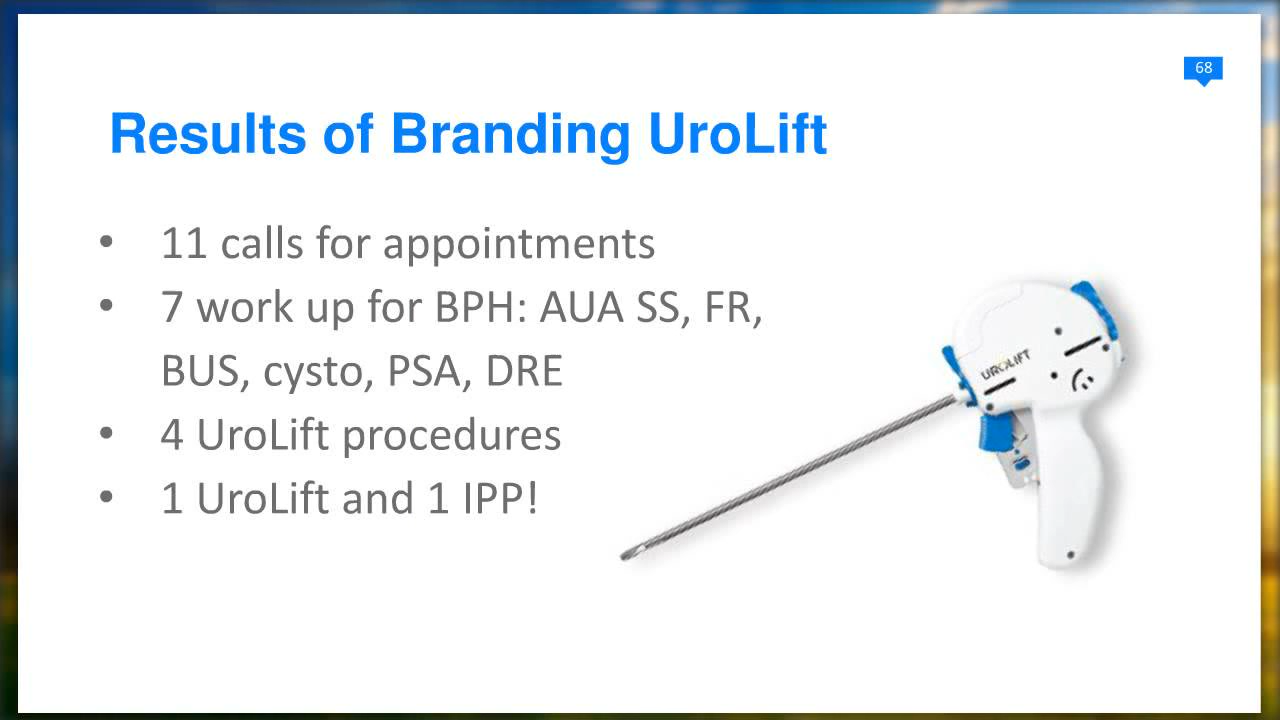 68
Results of Branding UroLift
• 11 calls for appointments
• 7 work up for BPH: AUA SS, FR,
BUS, cysto, PSA, DRE
• 4 UroLift procedures
• 1 UroLift and 1 IPP!
UROLIFT